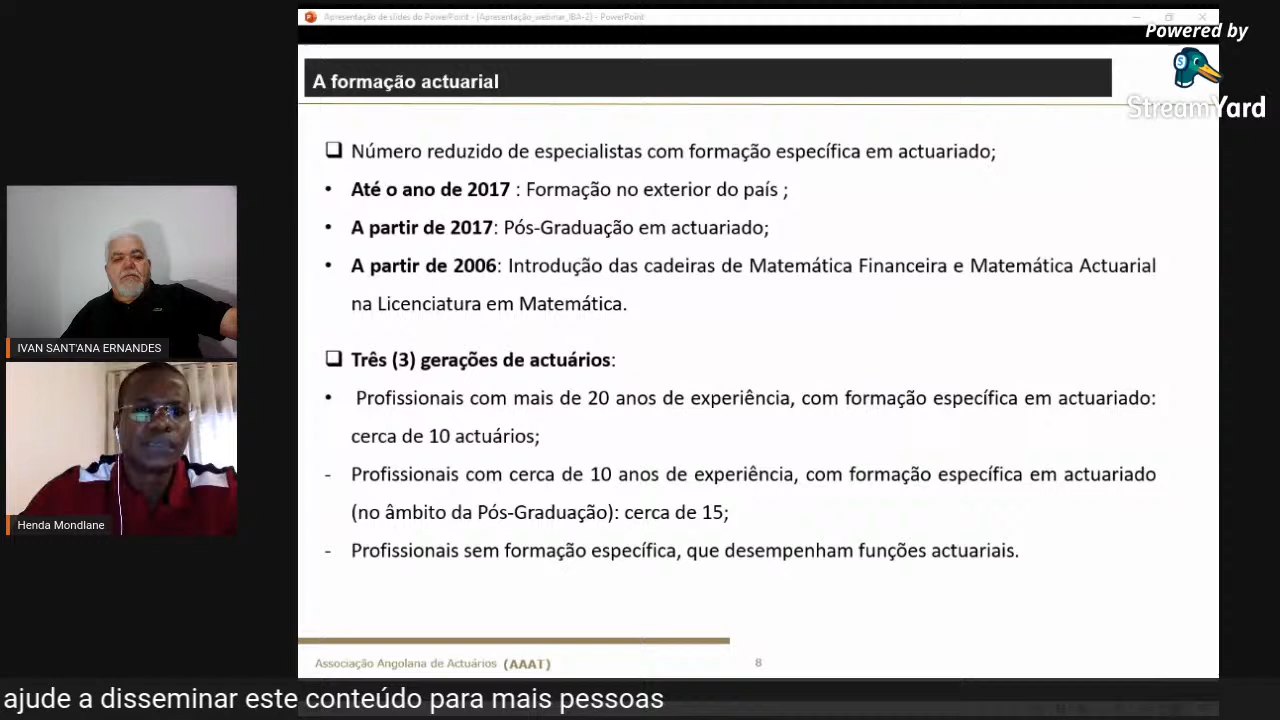 Apresentação de slides do PowerPoint - (Apresentação_webinar_IBA-2) - PowerPoint
Powered by
StreamYard
A formação actuarial
❑ Número reduzido de especialistas com formação específica em actuariado;
• Até o ano de 2017 : Formação no exterior do país ;
• A partir de 2017: Pós-Graduação em actuariado;
• A partir de 2006: Introdução das cadeiras de Matemática Financeira e Matemática Actuarial
na Licenciatura em Matemática.
❑ Três (3) gerações de actuários:
• Profissionais com mais de 20 anos de experiência, com formação específica em actuariado:
cerca de 10 actuários;
- Profissionais com cerca de 10 anos de experiência, com formação específica em actuariado
(no âmbito da Pós-Graduação): cerca de 15;
- Profissionais sem formação específica, que desempenham funções actuariais.
Associação Angolana de Actuários (AAAT)
8
IVAN SANT'ANA ERNANDES
Henda Mondlane
ajude a disseminar este conteúdo para mais pessoas